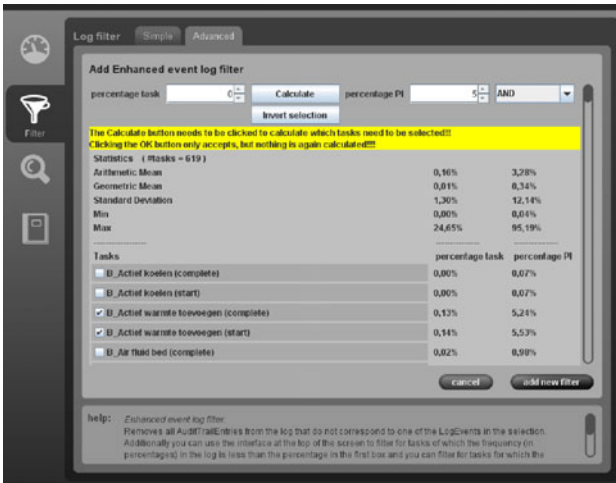 Log filter Simple Advanced
Add Enhanced event log filter
percentage task 0 Calculate percentage PI 5 AND
Invert selection
Filter
The Calculate button needs to be clicked to calculate which tasks need to be selected!!!
Clicking the OK button only accepts, but nothing is again calculated!!!!
Statistics ( #tasks = 619 )
Arithmetic Mean 0,16% 3,28%
Geometric Mean 0,01% 0,34%
Standard Deviation 1,30% 12,14%
Min 0,00% 0,04%
Max 24,65% 95,19%
Tasks percentage task percentage PI
B_Actief koelen (complete) 0,00% 0,07%
B_Actief koelen (start) 0,00% 0,07%
B_Actief warmte toevoegen (complete) 0,13% 5,24%
B_Actief warmte toevoegen (start) 0,14% 5,53%
B_Air fluid bed (complete) 0,02% 0,90%
cancel add new filter
help: Enhanced event log filter:
Removes all AuditTrailEntries from the log that do not correspond to one of the LogEvents in the selection.
Additionally you can use the interface at the top of the screen to filter for tasks of which the frequency (in
percentages) in the log is less than the percentage in the first box and you can filter for tasks for which the